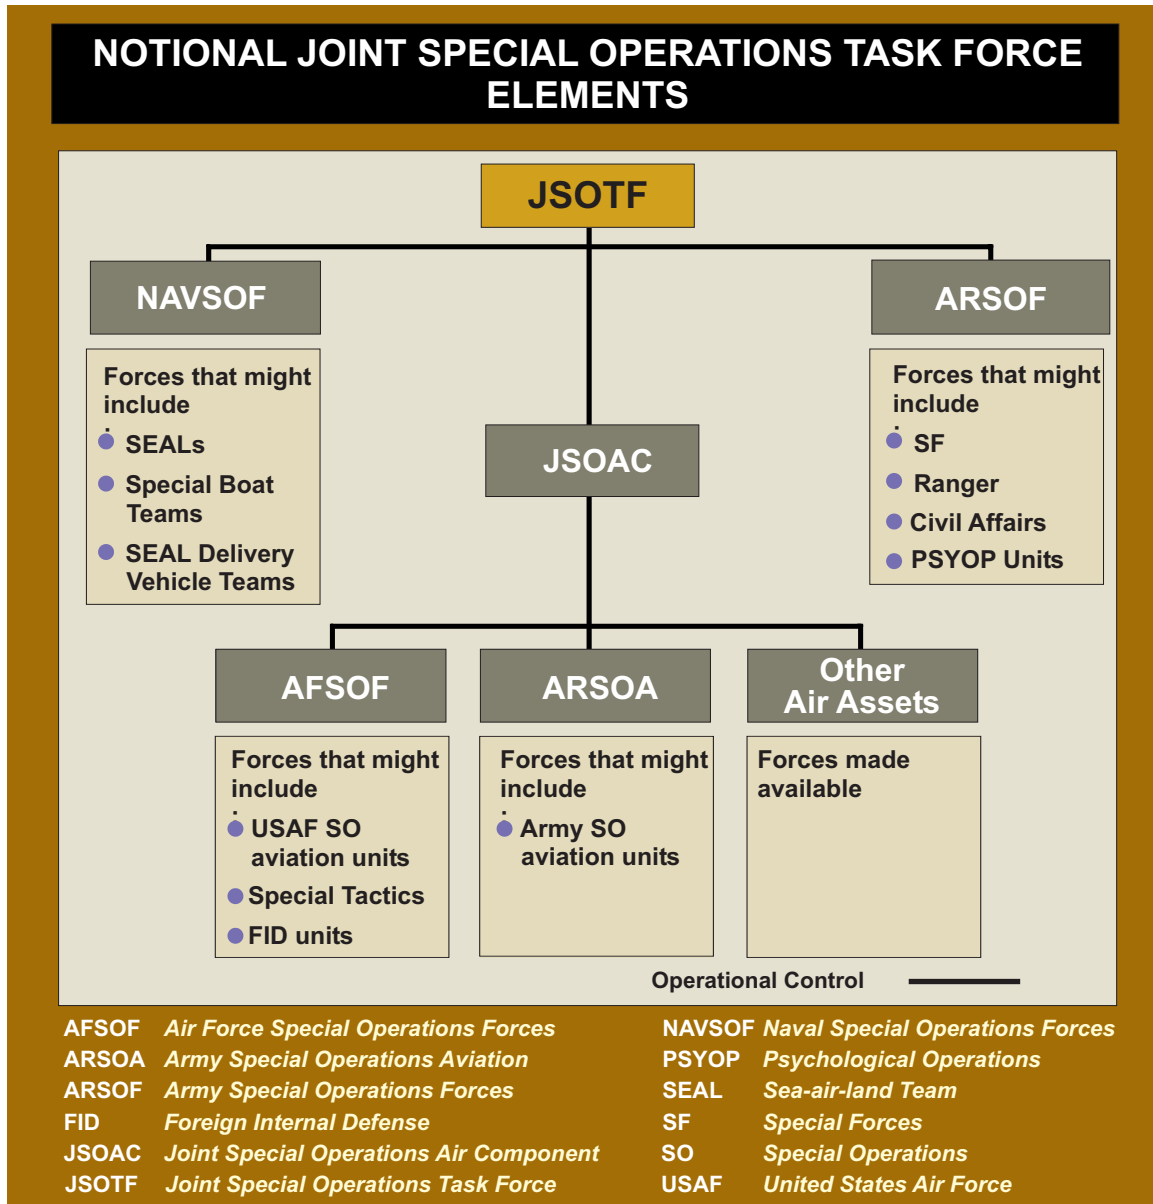 NOTIONAL JOINT SPECIAL OPERATIONS TASK FORCE
ELEMENTS
JSOTF
NAVSOF
ARSOF
Forces that might
include
:
SEALs
Special Boat
Teams
SEAL Delivery
Vehicle Teams
Forces that might
include
:
SF
Ranger
Civil Affairs
PSYOP Units
JSOAC
AFSOF
ARSOA
Other
Air Assets
Forces that might
include
:
USAF SO
aviation units
Special Tactics
FID units
Forces that might
include
:
Army SO
aviation units
Forces made
available
Operational Control
AFSOF Air Force Special Operations Forces
ARSOA Army Special Operations Aviation
ARSOF Army Special Operations Forces
FID Foreign Internal Defense
JSOAC Joint Special Operations Air Component
JSOTF Joint Special Operations Task Force
NAVSOF Naval Special Operations Forces
PSYOP Psychological Operations
SEAL Sea-air-land Team
SF Special Forces
SO Special Operations
USAF United States Air Force